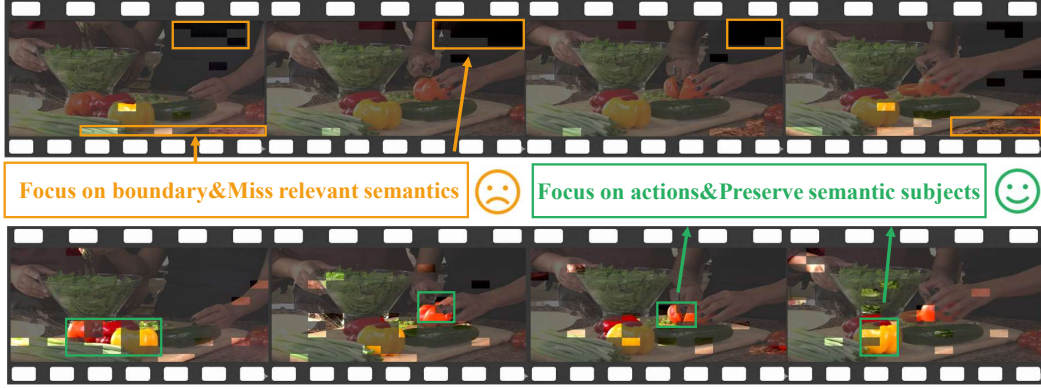 Focus on boundary&Miss relevant semantics
Focus on actions&Preserve semantic subjects